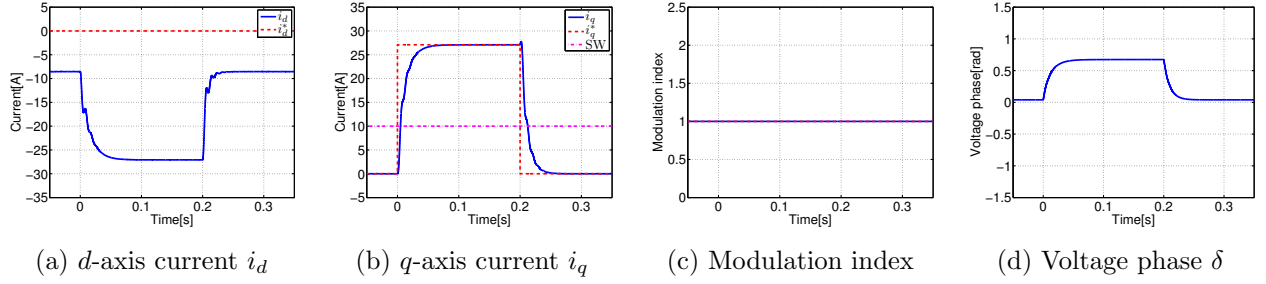 5
0
−5
−10
−15
−20
−25
−30
−35
Current[A]
0
0.1
0.2
0.3
Time[s]
i_d
i_d^*
(a) d-axis current i_d
35
30
25
20
15
10
5
0
−5
Current[A]
0
0.1
0.2
0.3
Time[s]
i_q
i_q^*
SW
(b) q-axis current i_q
2.5
2
1.5
1
0.5
0
Modulation index
0
0.1
0.2
0.3
Time[s]
(c) Modulation index
1.5
1
0.5
0
−0.5
−1
−1.5
Voltage phase[rad]
0
0.1
0.2
0.3
Time[s]
(d) Voltage phase δ